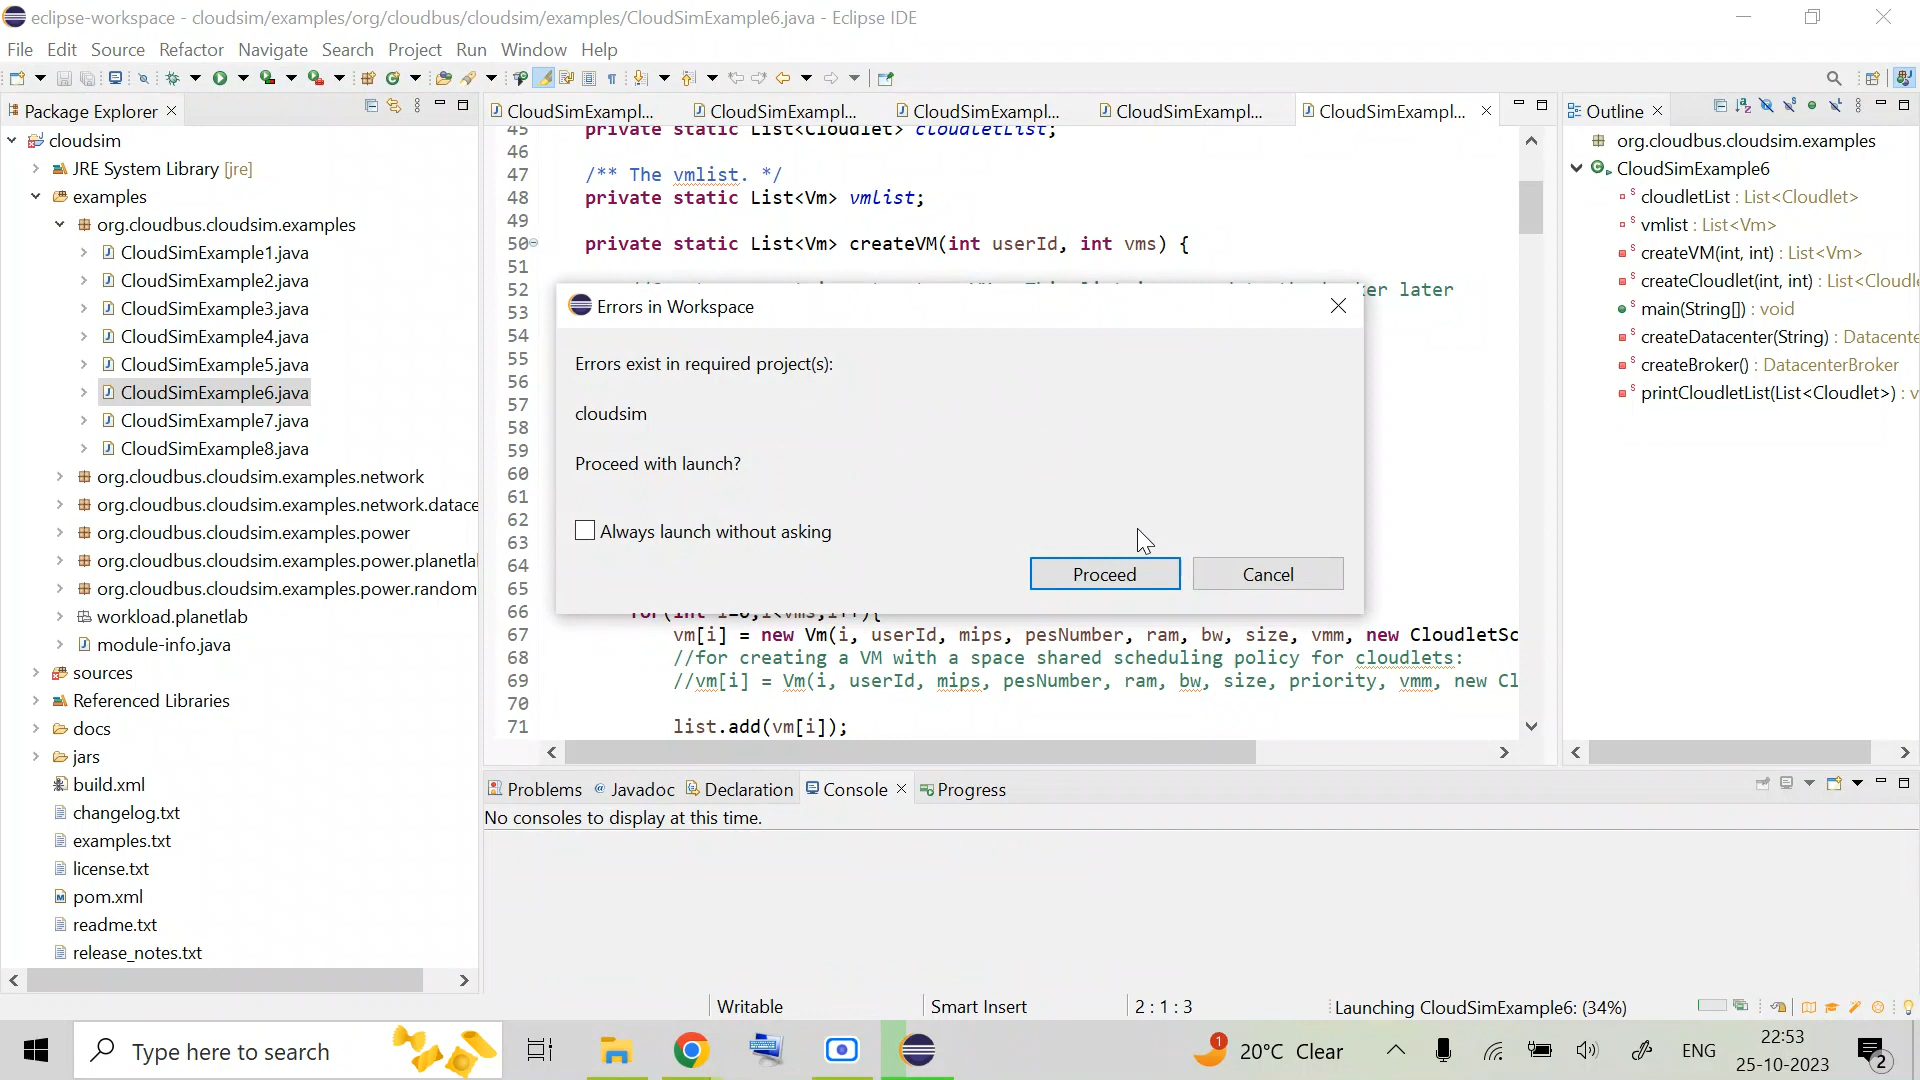 eclipse-workspace - cloudsim/examples/org/cloudbus/cloudsim/examples/CloudSimExample6.java - Eclipse IDE
File Edit Source Refactor Navigate Search Project Run Window Help
Package Explorer
cloudsim
JRE System Library [jre]
examples
org.cloudbus.cloudsim.examples
CloudSimExample1.java
CloudSimExample2.java
CloudSimExample3.java
CloudSimExample4.java
CloudSimExample5.java
CloudSimExample6.java
CloudSimExample7.java
CloudSimExample8.java
org.cloudbus.cloudsim.examples.network
org.cloudbus.cloudsim.examples.network.datace
org.cloudbus.cloudsim.examples.power
org.cloudbus.cloudsim.examples.power.planetla
org.cloudbus.cloudsim.examples.power.random
workload.planetlab
module-info.java
sources
Referenced Libraries
docs
jars
build.xml
changelog.txt
examples.txt
license.txt
pom.xml
readme.txt
release_notes.txt
CloudSimExampl... CloudSimExampl... CloudSimExampl... CloudSimExampl... CloudSimExampl...
45 private static List<Cloudlet> cloudletList;
46
47 /** The vmlist. */
48 private static List<Vm> vmlist;
49
50 private static List<Vm> createVM(int userId, int vms) {
51
52 er later
53
54
55
56
57
58
59
60
61
62
63
64
65
66 for(int i=0;i<vms;i++){
67 vm[i] = new Vm(i, userId, mips, pesNumber, ram, bw, size, vmm, new CloudletSc
68 //for creating a VM with a space shared scheduling policy for cloudlets:
69 //vm[i] = Vm(i, userId, mips, pesNumber, ram, bw, size, priority, vmm, new Cl
70
71 list.add(vm[i]);
Errors in Workspace
Errors exist in required project(s):
cloudsim
Proceed with launch?
Always launch without asking
Proceed Cancel
Outline
org.cloudbus.cloudsim.examples
CloudSimExample6
cloudletList : List<Cloudlet>
vmlist : List<Vm>
createVM(int, int) : List<Vm>
createCloudlet(int, int) : List<Cloudle
main(String[]) : void
createDatacenter(String) : Datacente
createBroker() : DatacenterBroker
printCloudletList(List<Cloudlet>) : v
Problems Javadoc Declaration Console Progress
No consoles to display at this time.
Writable Smart Insert 2 : 1 : 3 Launching CloudSimExample6: (34%)
Type here to search
1
20°C Clear
ENG
22:53
25-10-2023
2